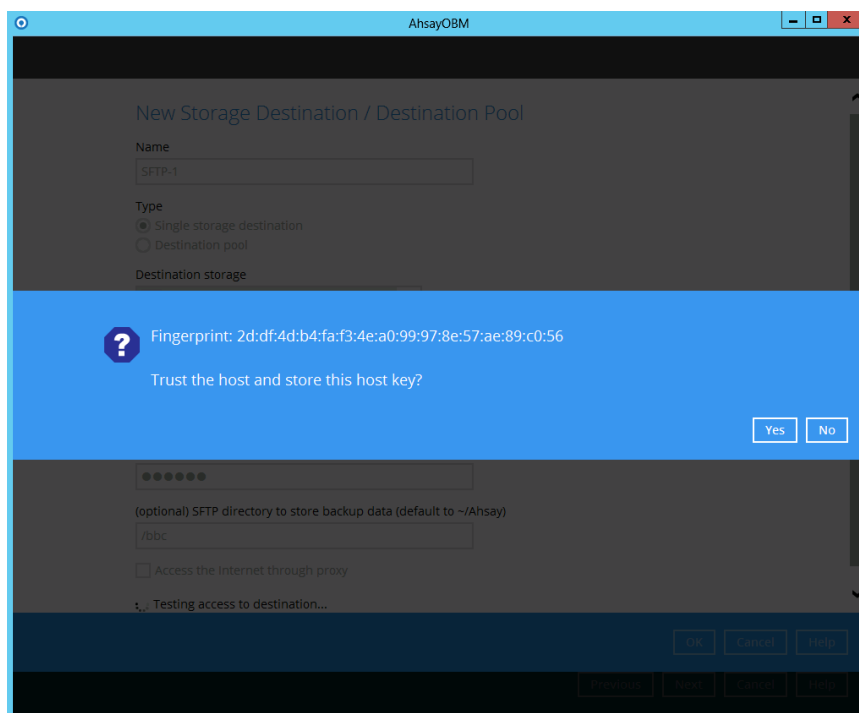 AhsayOBM
New Storage Destination / Destination Pool
Name
SFTP-1
Type
Single storage destination
Destination pool
Destination storage
Fingerprint: 2d:df:4d:b4:fa:f3:4e:a0:99:97:8e:57:ae:89:c0:56
Trust the host and store this host key?
Yes No
(optional) SFTP directory to store backup data (default to ~/Ahsay)
/bbc
Access the Internet through proxy
Testing access to destination...
OK Cancel Help
Previous Next Cancel Help